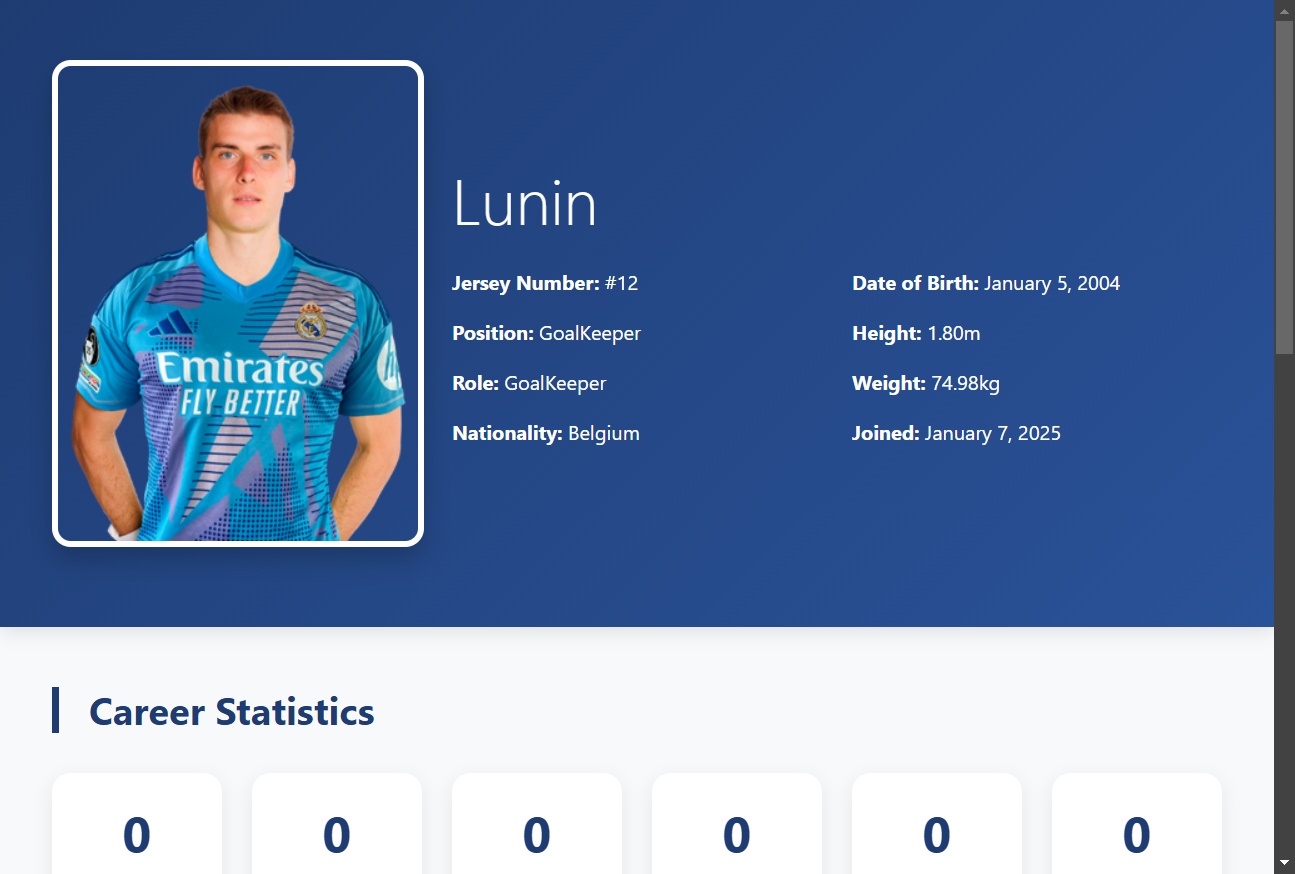 Lunin
Jersey Number: #12
Date of Birth: January 5, 2004
Position: GoalKeeper
Height: 1.80m
Role: GoalKeeper
Weight: 74.98kg
Nationality: Belgium
Joined: January 7, 2025
Emirates
FLY BETTER
Career Statistics
0
0
0
0
0
0